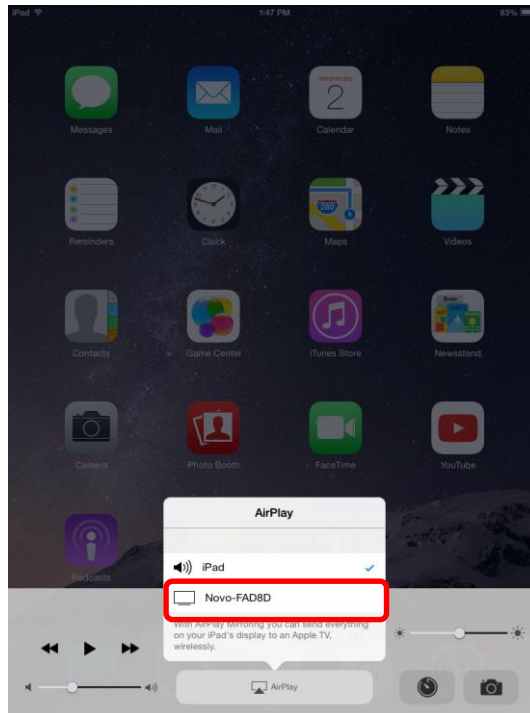 iPad 1:47 PM 83%
Wednesday
2
Messages Mail Calendar Notes
280
Reminders Clock Maps Videos
Contacts Game Center iTunes Store Newsstand
Camera Photo Booth FaceTime YouTube
Podcasts
AirPlay
iPad
Novo-FAD8D
With AirPlay Mirroring you can send everything
on your iPad's display to an Apple TV,
wirelessly.
AirPlay